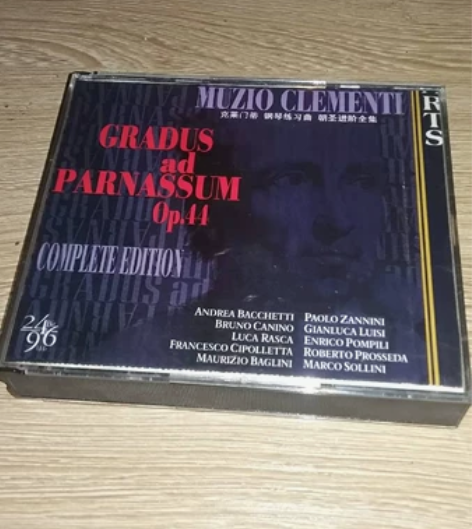 MUZIO CLEMENTI
克莱门蒂 钢琴练习曲 朝圣进阶全集
RTS
GRADUS
ad
PARNASSUM
Op.44
COMPLETE EDITION
ANDREA BACCHETTI
BRUNO CANINO
LUCA RASCA
FRANCESCO CIPOLLETTA
MAURIZIO BAGLINI
PAOLO ZANNINI
GIANLUCA LUISI
ENRICO POMPILI
ROBERTO PROSSEDA
MARCO SOLLINI